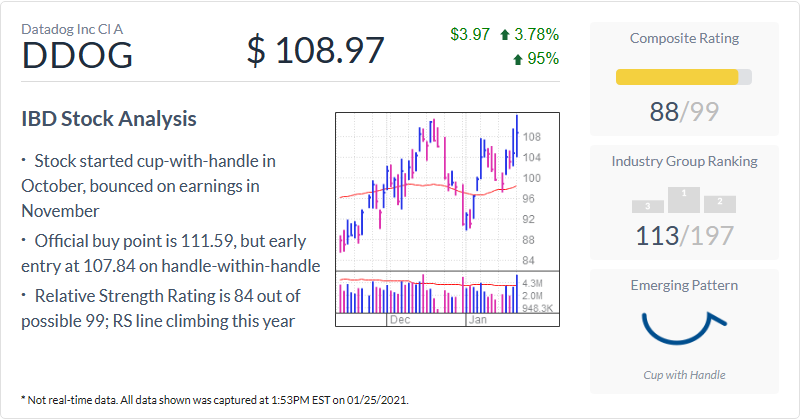 Datadog Inc Cl A
DDOG
$ 108.97
$3.97 3.78%
95%
IBD Stock Analysis
· Stock started cup-with-handle in
October, bounced on earnings in
November
· Official buy point is 111.59, but early
entry at 107.84 on handle-within-handle
· Relative Strength Rating is 84 out of
possible 99; RS line climbing this year
108
104
100
96
92
88
84
4.3M
2.0M
948.3K
Dec Jan
Composite Rating
88/99
Industry Group Ranking
3 1 2
113/197
Emerging Pattern
Cup with Handle
* Not real-time data. All data shown was captured at 1:53PM EST on 01/25/2021.